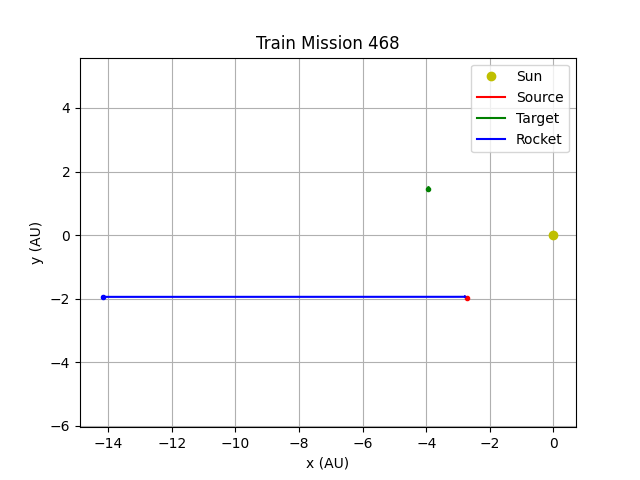 Train Mission 468
Sun
Source
Target
Rocket
y (AU)
4
2
0
−2
−4
−6
−14 −12 −10 −8 −6 −4 −2 0
x (AU)